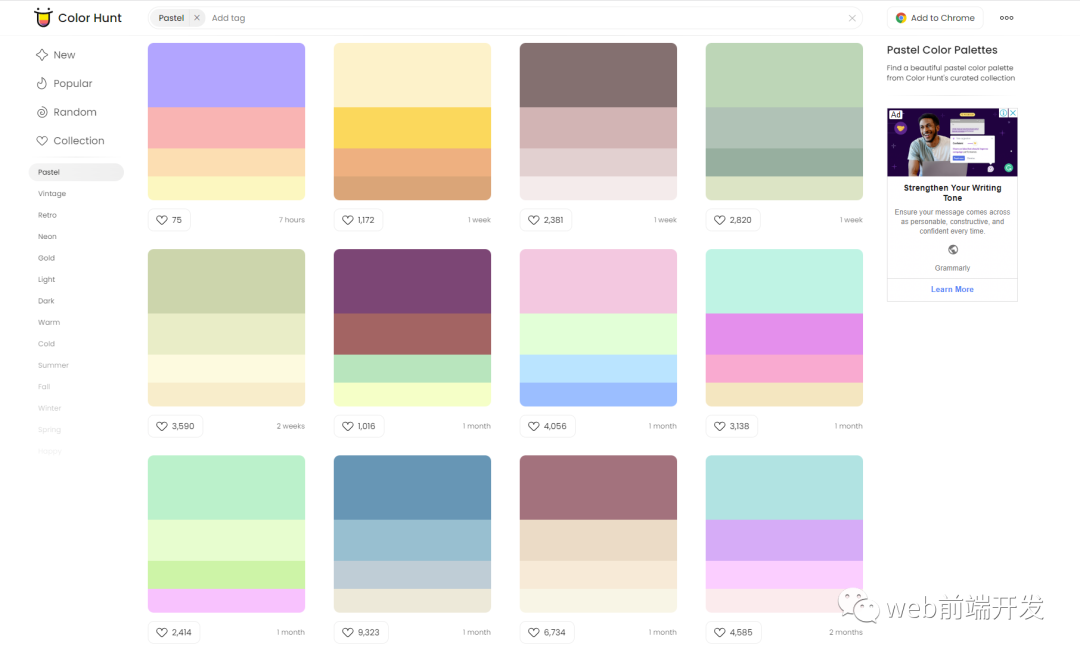 Color Hunt
Pastel
Add tag
Add to Chrome
New
Popular
Random
Collection
Pastel
Vintage
Retro
Neon
Gold
Light
Dark
Warm
Cold
Summer
Fall
Winter
Spring
Happy
75
7 hours
1,172
1 week
2,381
1 week
2,820
1 week
3,590
2 weeks
1,016
1 month
4,056
1 month
3,138
1 month
2,414
1 month
9,323
1 month
6,734
1 month
4,585
2 months
Pastel Color Palettes
Find a beautiful pastel color palette
from Color Hunt's curated collection
Ad
Strengthen Your Writing
Tone
Ensure your message comes across
as personable, constructive, and
confident every time.
Grammarly
Learn More
web前端开发